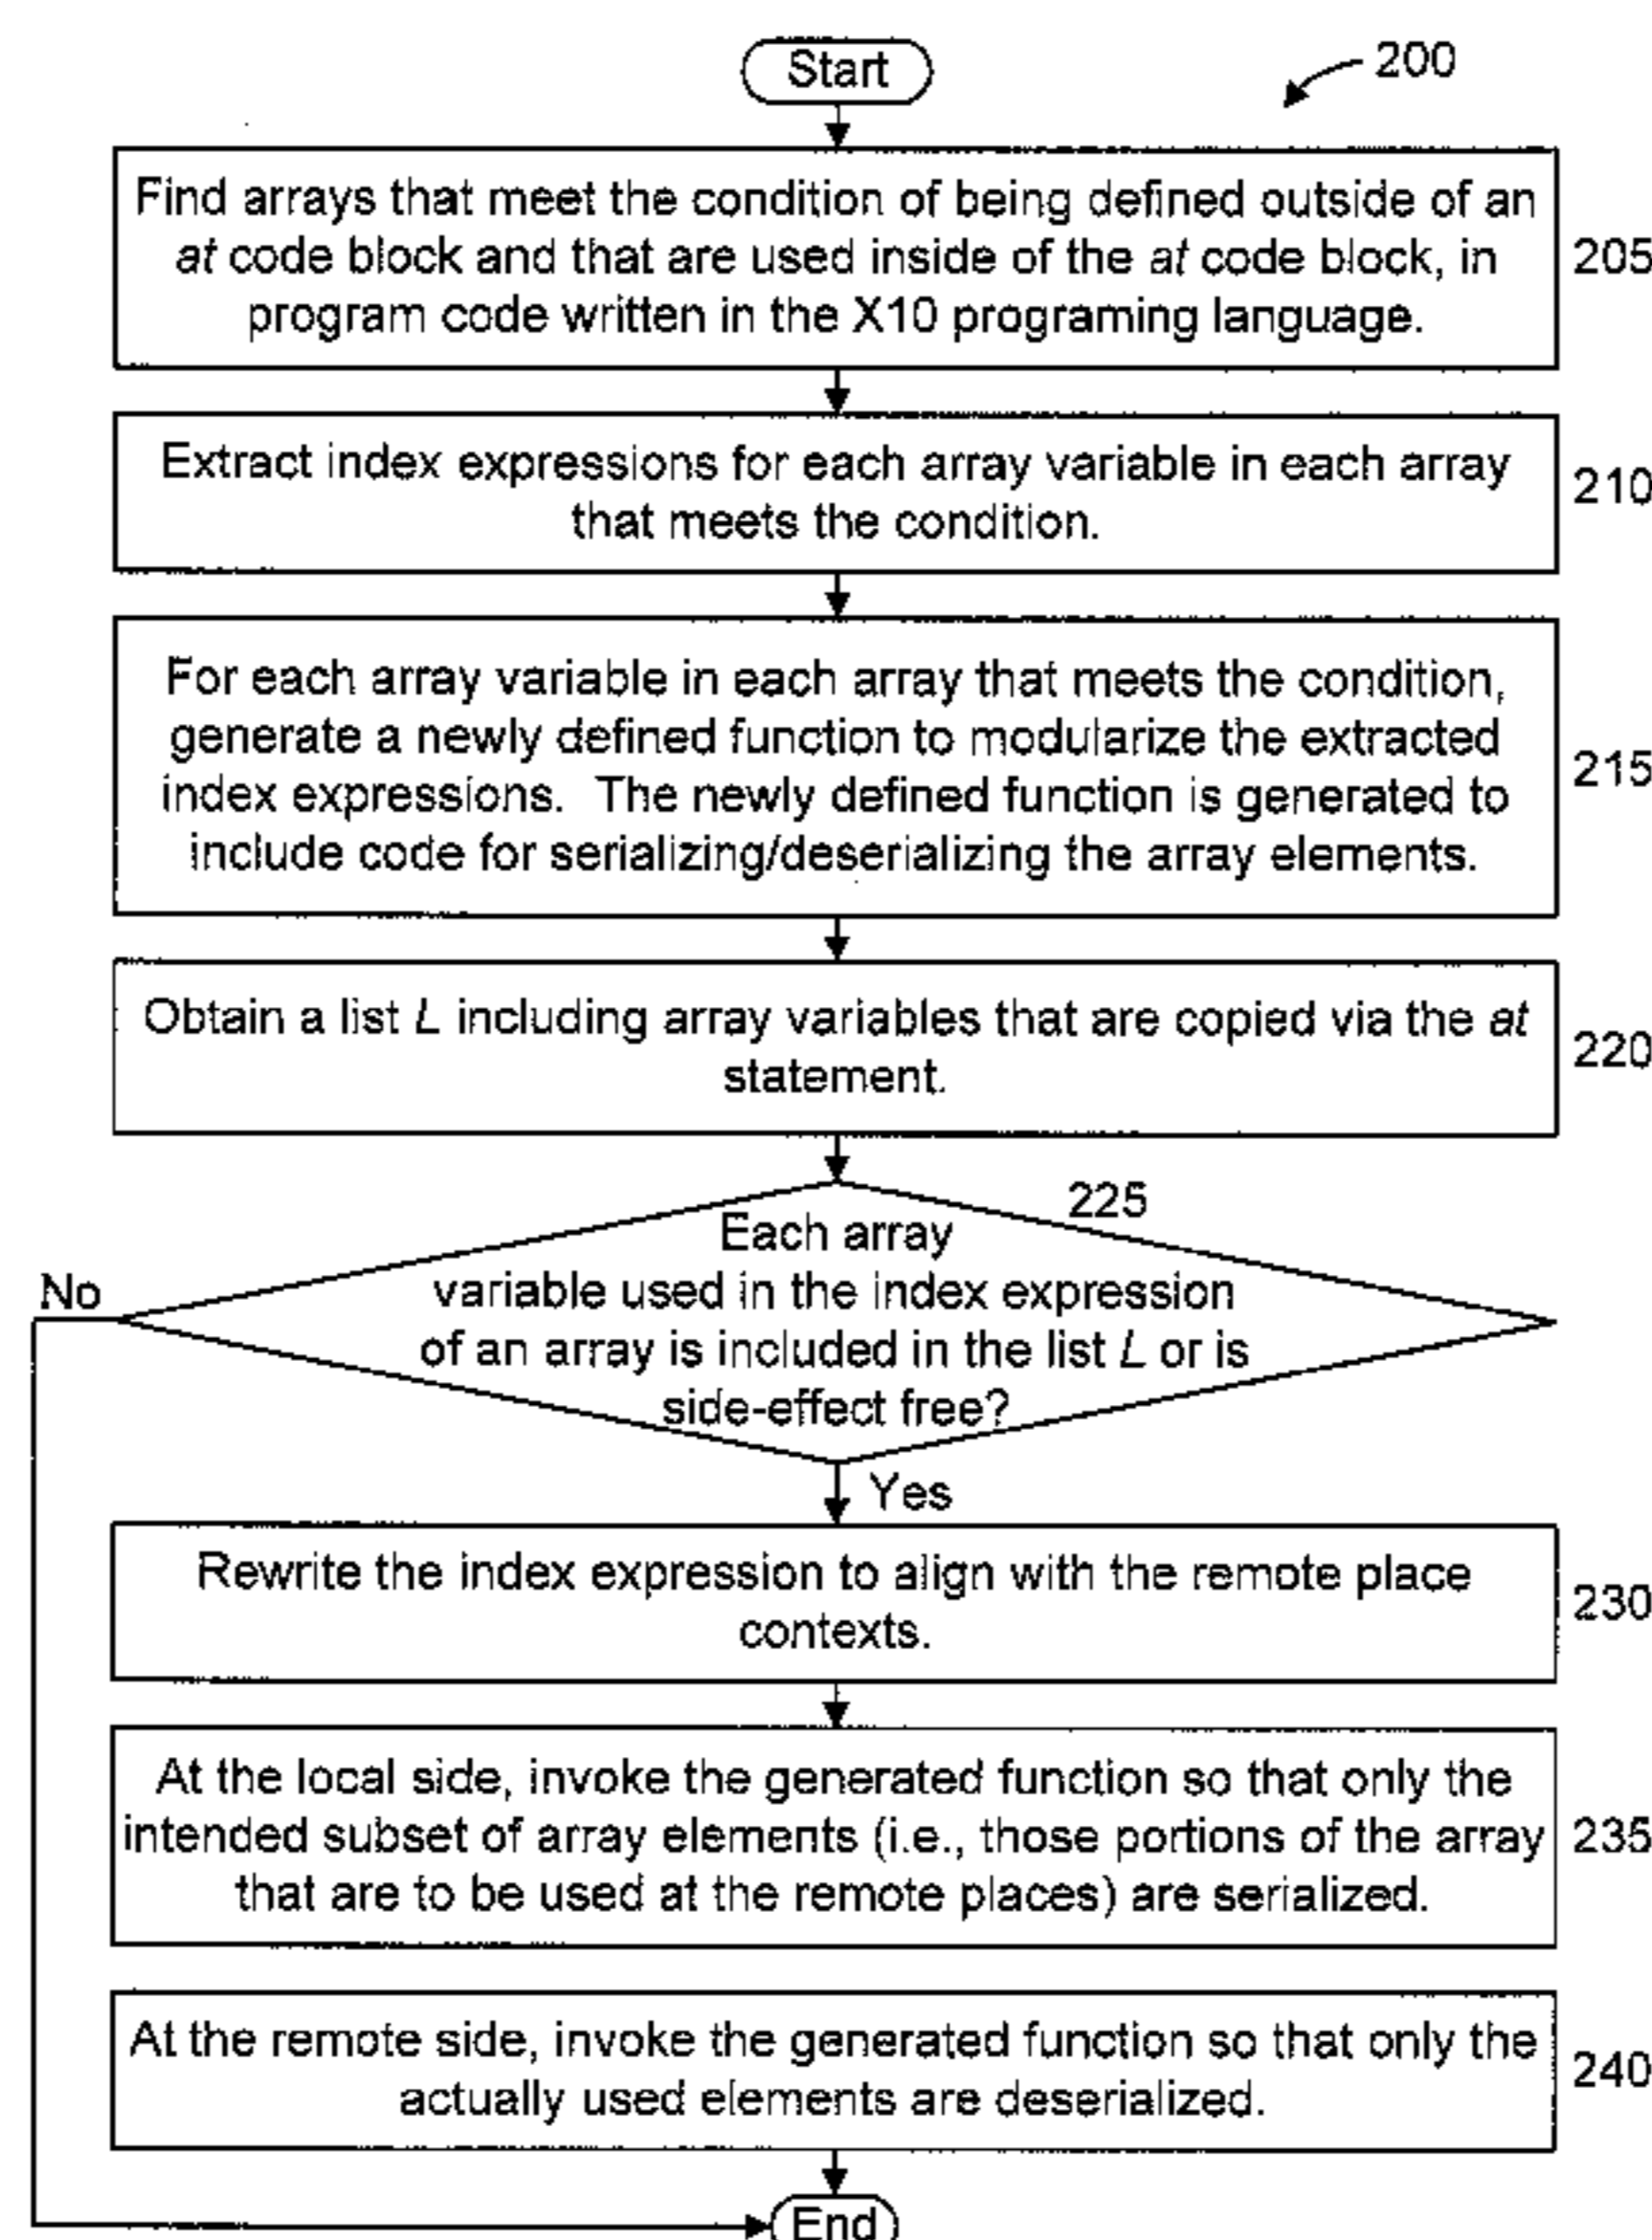 Start
200
Find arrays that meet the condition of being defined outside of an
at code block and that are used inside of the at code block, in
program code written in the X10 programing language.
205
Extract index expressions for each array variable in each array
that meets the condition.
210
For each array variable in each array that meets the condition,
generate a newly defined function to modularize the extracted
index expressions. The newly defined function is generated to
include code for serializing/deserializing the array elements.
215
Obtain a list L including array variables that are copied via the at
statement.
220
225
Each array
variable used in the index expression
of an array is included in the list L or is
side-effect free?
No
Yes
Rewrite the index expression to align with the remote place
contexts.
230
At the local side, invoke the generated function so that only the
intended subset of array elements (i.e., those portions of the array
that are to be used at the remote places) are serialized.
235
At the remote side, invoke the generated function so that only the
actually used elements are deserialized.
240
End